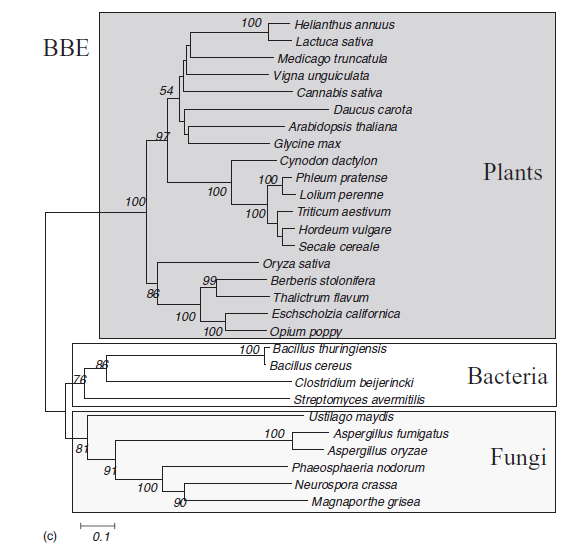 BBE
100
Helianthus annuus
Lactuca sativa
Medicago truncatula
Vigna unguiculata
54
Cannabis sativa
Daucus carota
Arabidopsis thaliana
97
Glycine max
Cynodon dactylon
Plants
100
Phleum pratense
100
Lolium perenne
100
100
Triticum aestivum
Hordeum vulgare
Secale cereale
Oryza sativa
99
Berberis stolonifera
86
Thalictrum flavum
100
Eschscholzia californica
100
Opium poppy
100
Bacillus thuringiensis
86
Bacillus cereus
Bacteria
76
Clostridium beijerincki
Streptomyces avermitilis
Ustilago maydis
100
Aspergillus fumigatus
81
Aspergillus oryzae
Fungi
91
Phaeosphaeria nodorum
100
Neurospora crassa
90
Magnaporthe grisea
(c)
0.1